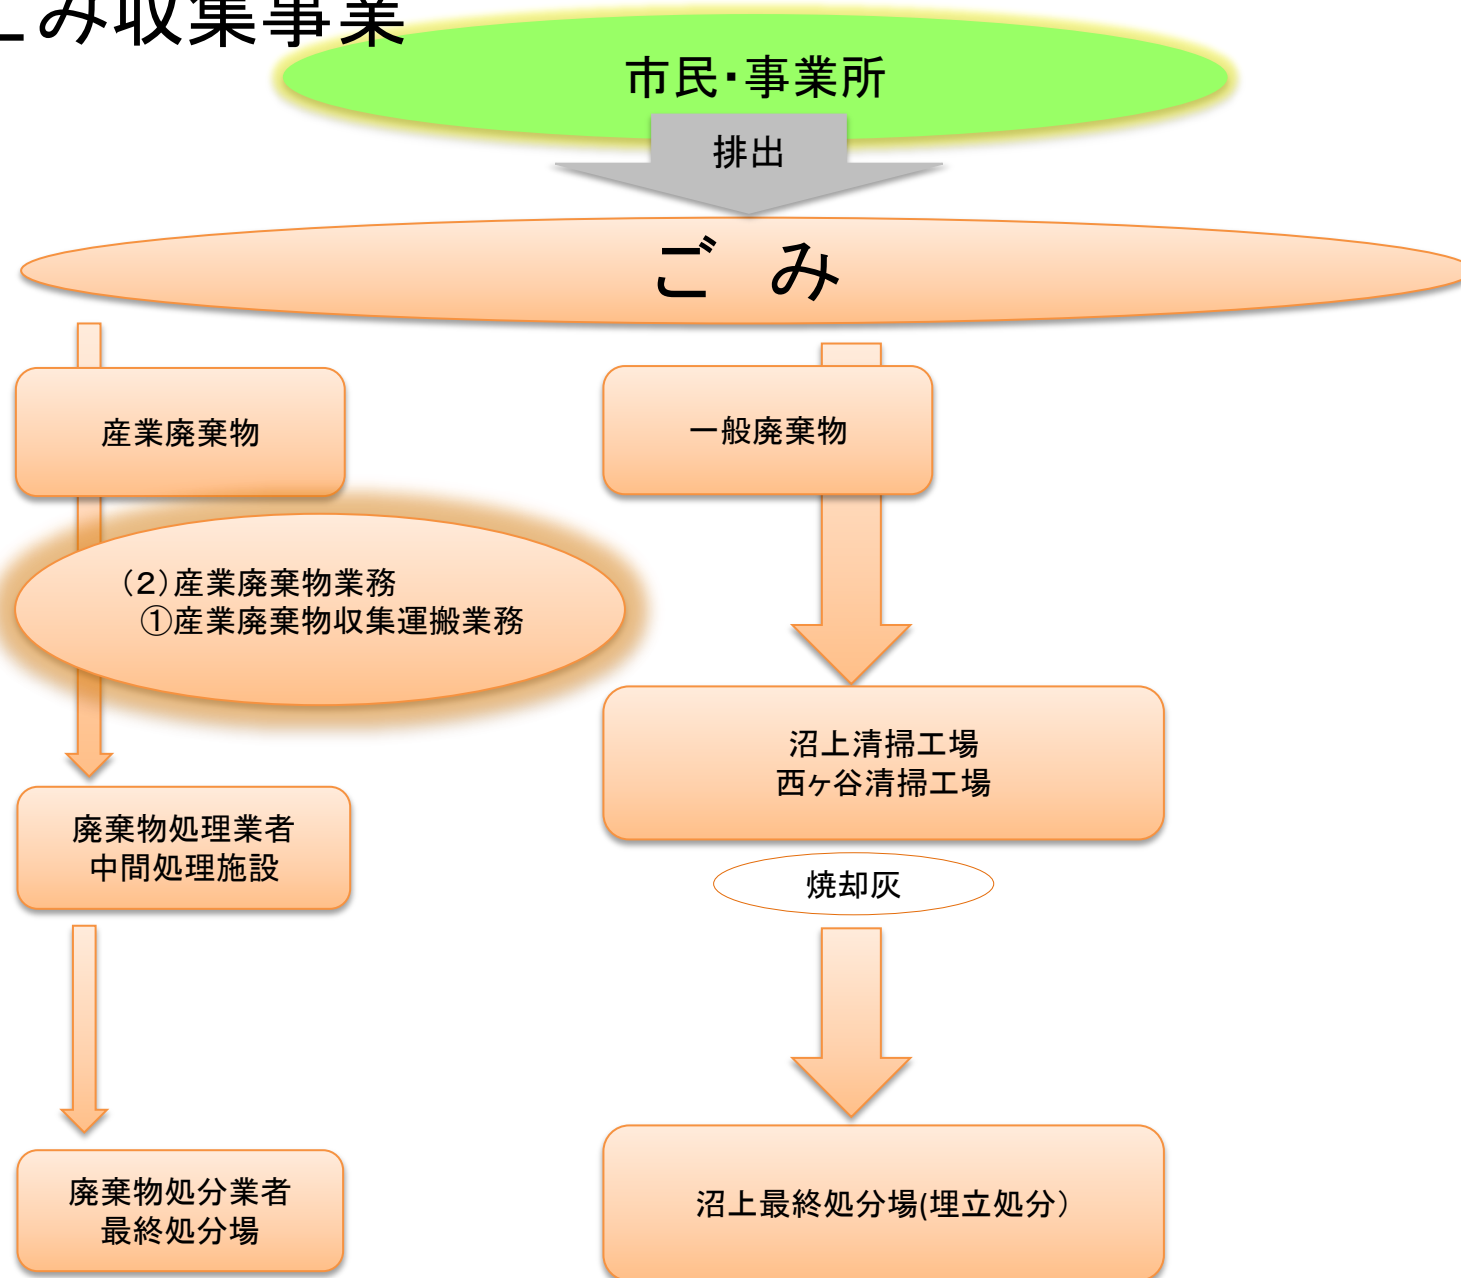 ごみ収集事業
市民・事業所
排出
ご　み
産業廃棄物
一般廃棄物
（２）産業廃棄物業務
①産業廃棄物収集運搬業務
沼上清掃工場
西ヶ谷清掃工場
廃棄物処理業者
中間処理施設
焼却灰
廃棄物処分業者
最終処分場
沼上最終処分場(埋立処分）